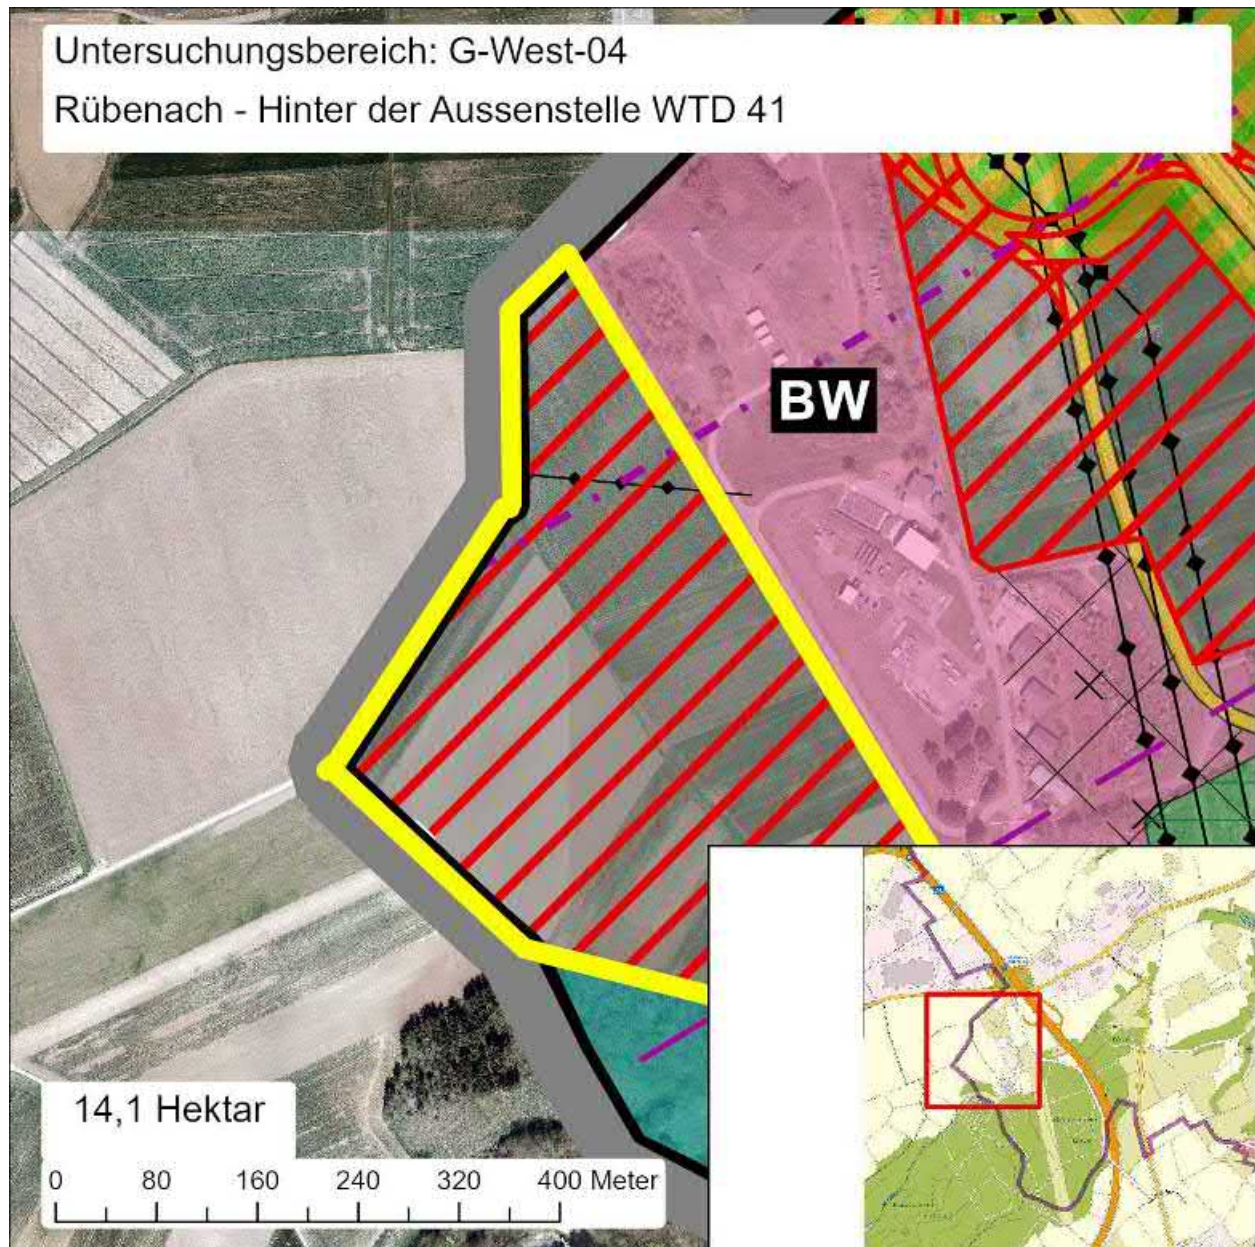 Untersuchungsbereich: G-West-04
Rübenach - Hinter der Aussenstelle WTD 41
BW
14,1 Hektar
0 80 160 240 320 400 Meter